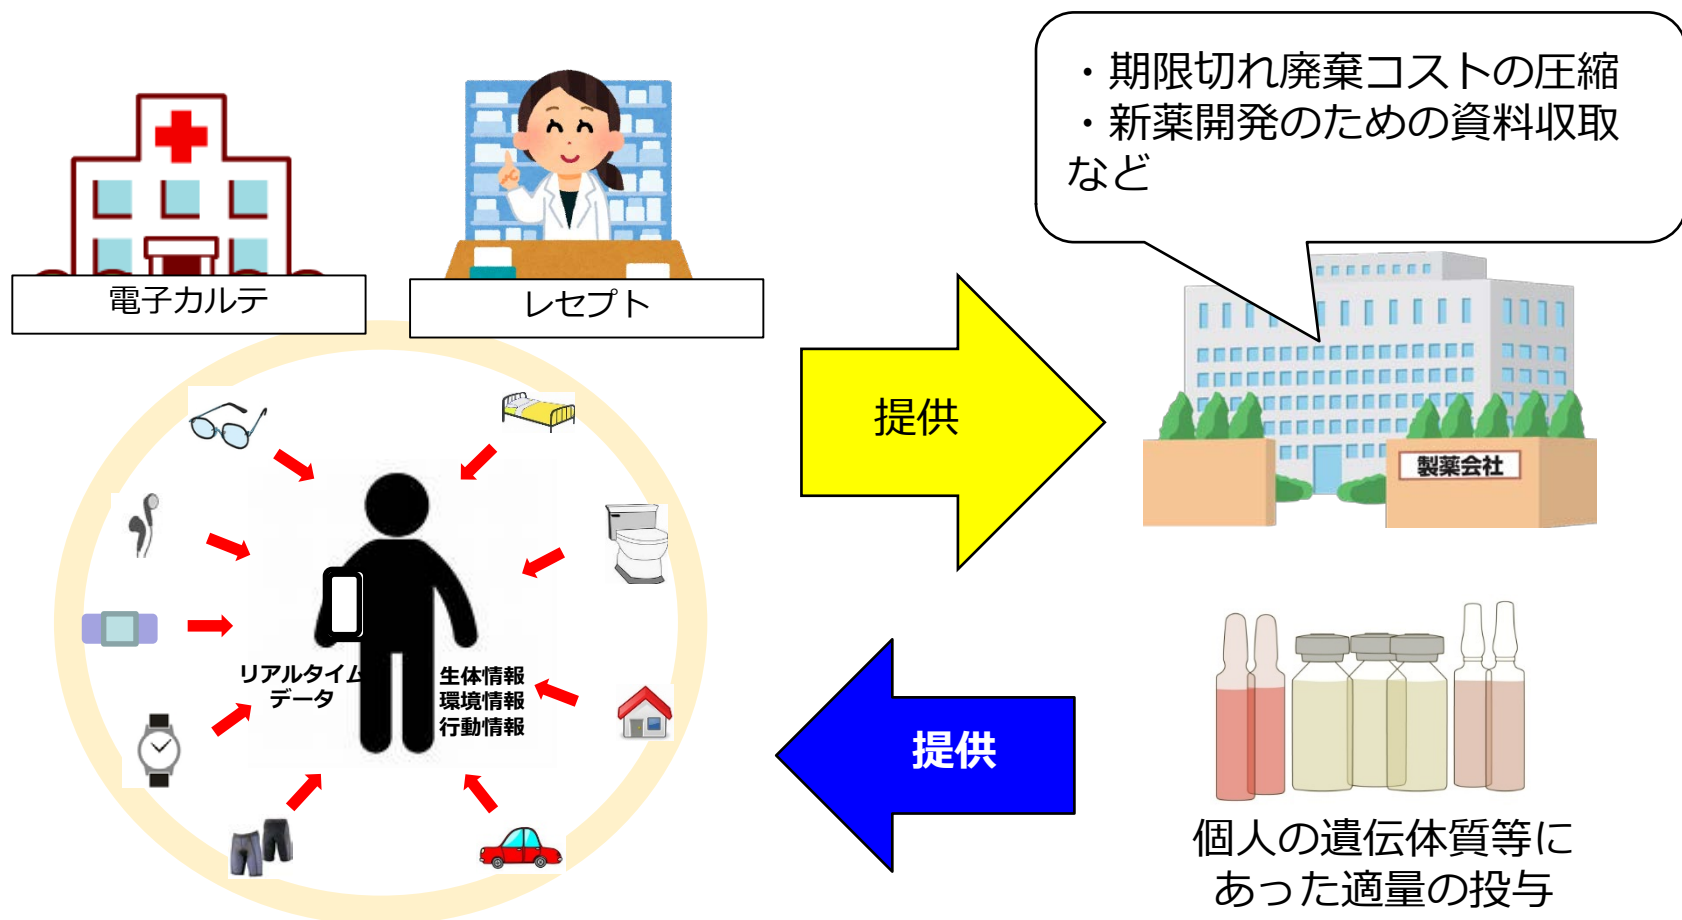 ・期限切れ廃棄コストの圧縮
・新薬開発のための資料収取
など
電子カルテ
レセプト
提供
製薬会社
リアルタイム
データ
生体情報
環境情報
行動情報
提供
個人の遺伝体質等に
あった適量の投与